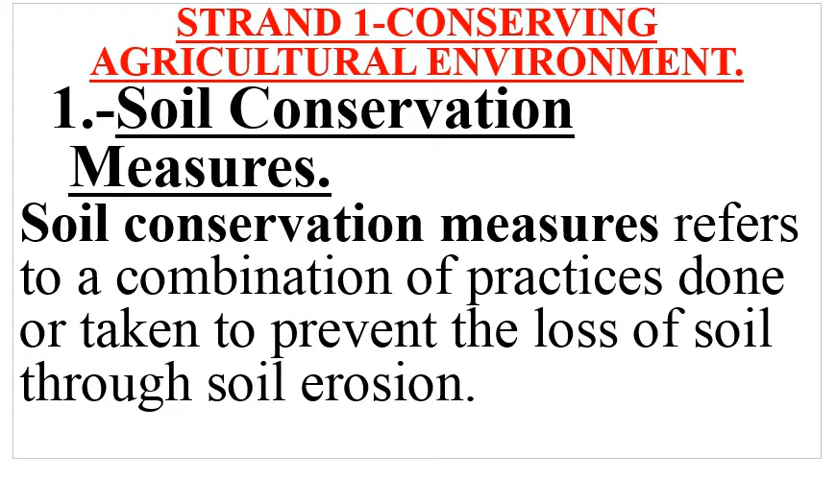 STRAND 1-CONSERVING
AGRICULTURAL ENVIRONMENT.
1.-Soil Conservation
Measures.
Soil conservation measures refers
to a combination of practices done
or taken to prevent the loss of soil
through soil erosion.